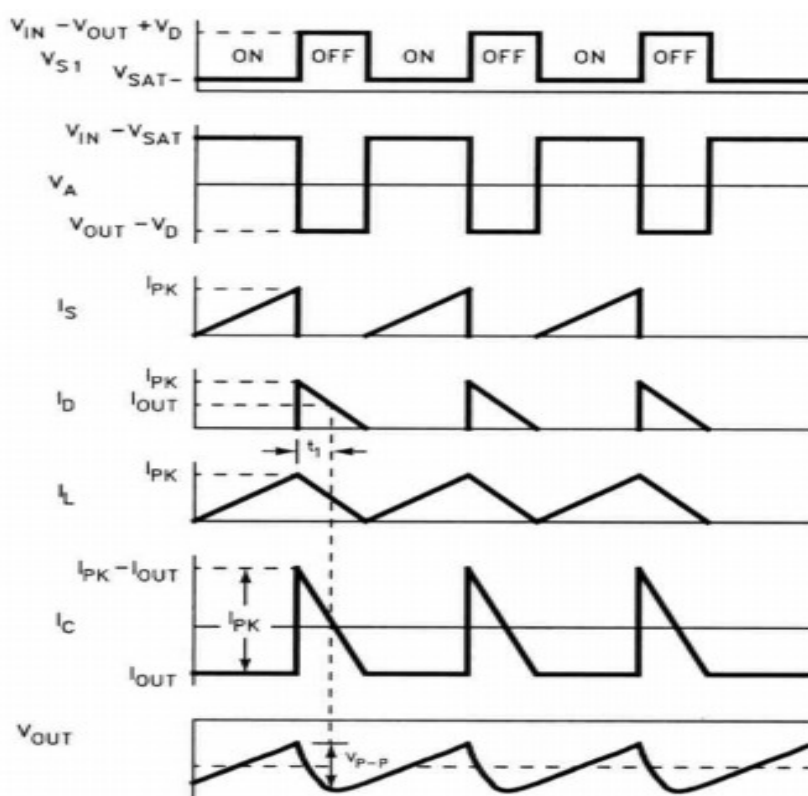 VIN – VOUT + VD
ON OFF ON OFF ON OFF
VS1
VSAT–
VIN – VSAT
VA
VOUT – VD
IPK
IS
IPK
ID
IOUT
t1
IPK
IL
IPK – IOUT
IPK
IC
IOUT
VOUT
VP–P